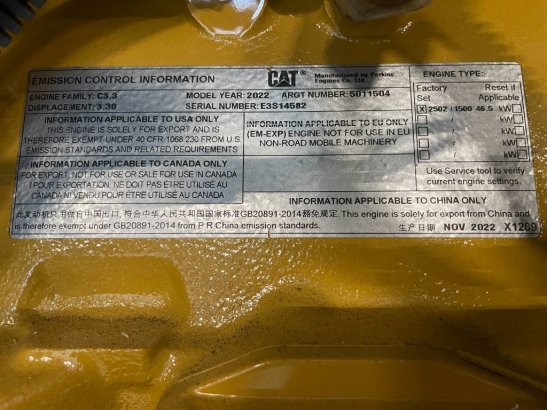 EMISSION CONTROL INFORMATION
CAT
Manufactured by Perkins
Engines Co. Ltd.
ENGINE FAMILY: C3.3
MODEL YEAR: 2022
ARGT NUMBER: 5011504
DISPLACEMENT: 3.30
SERIAL NUMBER: E3S14582
ENGINE TYPE:
Factory Set
Reset if Applicable
X 2502 / 1500 46.5 kW
kW
kW
kW
kW
Use Service tool to verify
current engine settings.
INFORMATION APPLICABLE TO USA ONLY
THIS ENGINE IS SOLELY FOR EXPORT AND IS
THEREFORE EXEMPT UNDER 40 CFR 1068.230 FROM U.S.
EMISSION STANDARDS AND RELATED REQUIREMENTS
INFORMATION APPLICABLE TO EU ONLY
(EM-EXP) ENGINE NOT FOR USE IN EU
NON-ROAD MOBILE MACHINERY
INFORMATION APPLICABLE TO CANADA ONLY
FOR EXPORT, NOT FOR USE OR SALE FOR USE IN CANADA
/ POUR EXPORTATION, NE DOIT PAS ÊTRE UTILISÉ AU
CANADA NI VENDU POUR ÊTRE UTILISÉ AU CANADA
INFORMATION APPLICABLE TO CHINA ONLY
此发动机只用做自中国出口, 符合中华人民共和国国家标准GB20891-2014豁免规定. This engine is solely for export from China and
is therefore exempt under GB20891-2014 from P R China emission standards.
生产日期 NOV 2022 X1289